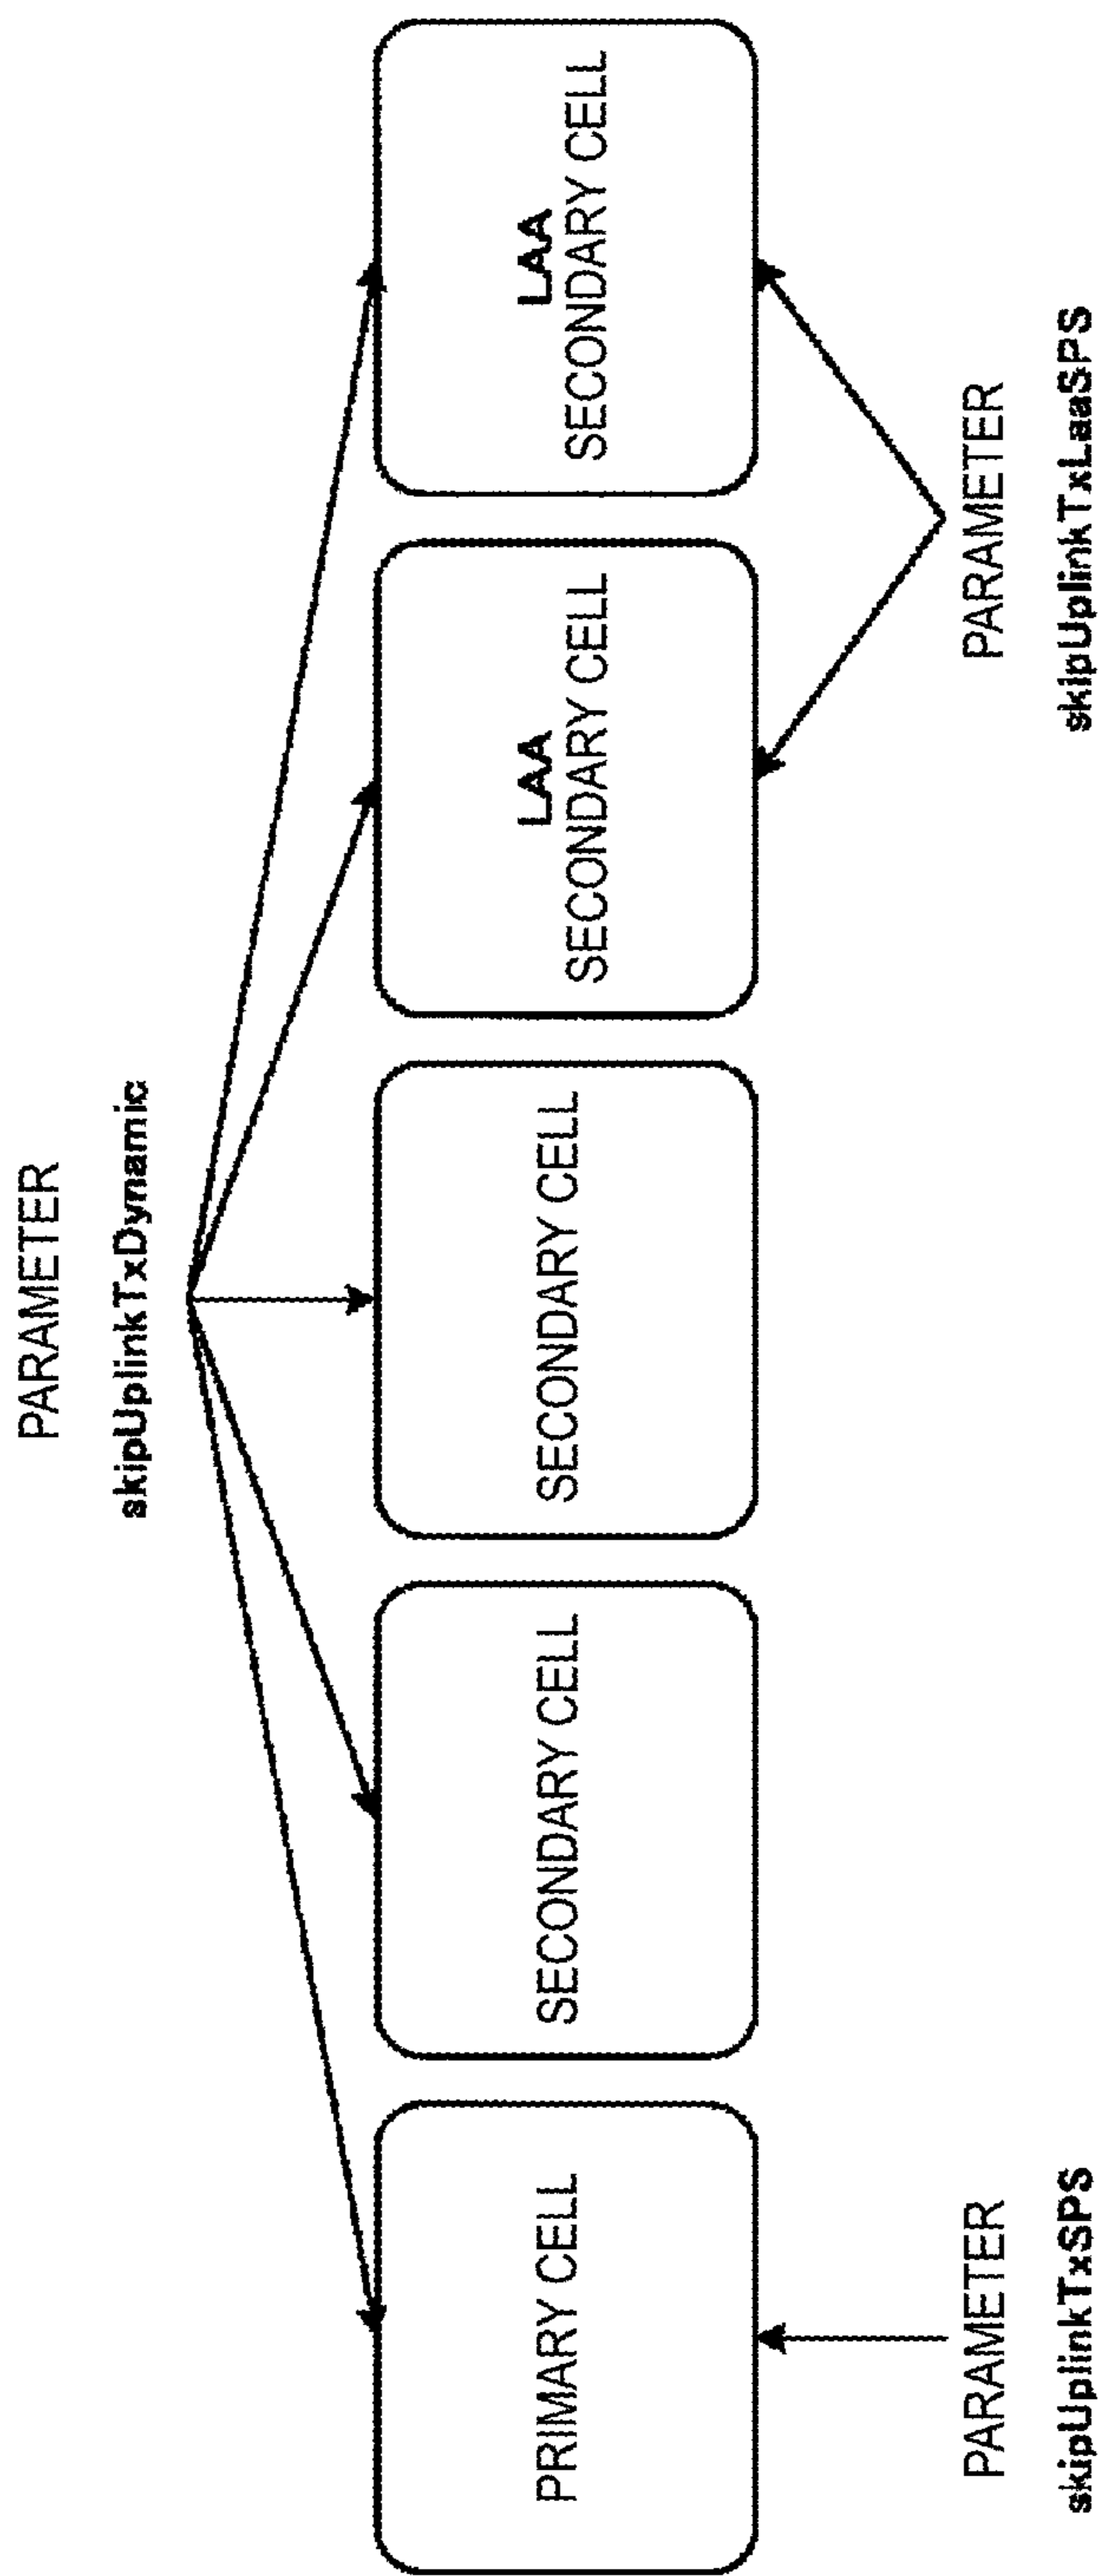 PARAMETER
skipUplinkTxDynamic
PRIMARY CELL
SECONDARY CELL
SECONDARY CELL
LAA
SECONDARY CELL
LAA
SECONDARY CELL
PARAMETER
skipUplinkTxSPS
PARAMETER
skipUplinkTxLaaSPS